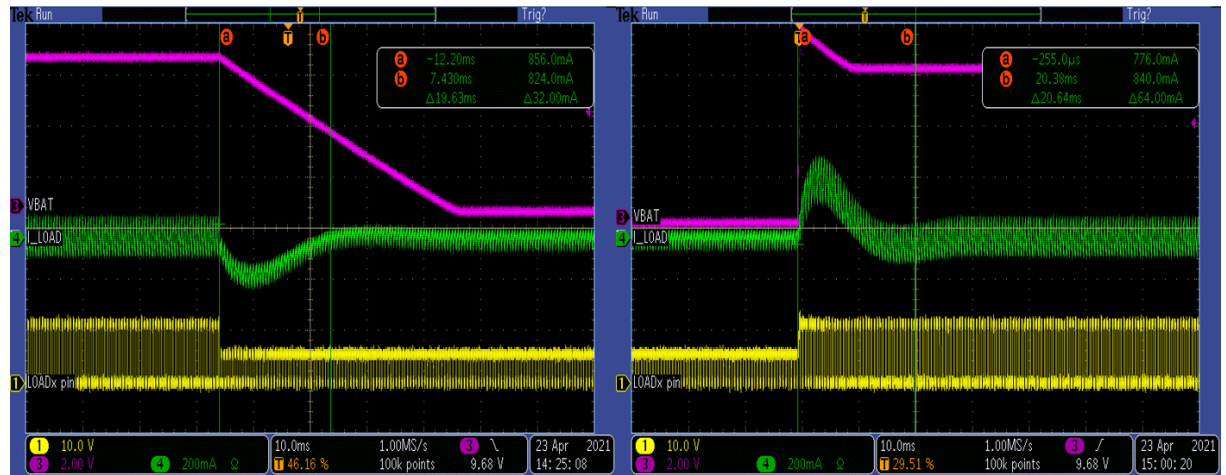 Tek Run
Trig?
a
T
b
a -12.20ms 856.0mA
b 7.430ms 824.0mA
Δ19.63ms Δ32.00mA
3 VBAT
4 I_LOAD
1 LOADx pin
1 10.0 V
3 2.00 V
4 200mA Ω
10.0ms
T 46.16 %
1.00MS/s
100k points
3
9.68 V
23 Apr 2021
14:25:08
Tek Run
Trig?
T
a
b
a -255.0µs 776.0mA
b 20.38ms 840.0mA
Δ20.64ms Δ64.00mA
3 VBAT
4 I_LOAD
1 LOADx pin
1 10.0 V
3 2.00 V
4 200mA Ω
10.0ms
T 29.51 %
1.00MS/s
100k points
3
9.68 V
23 Apr 2021
15:00:20